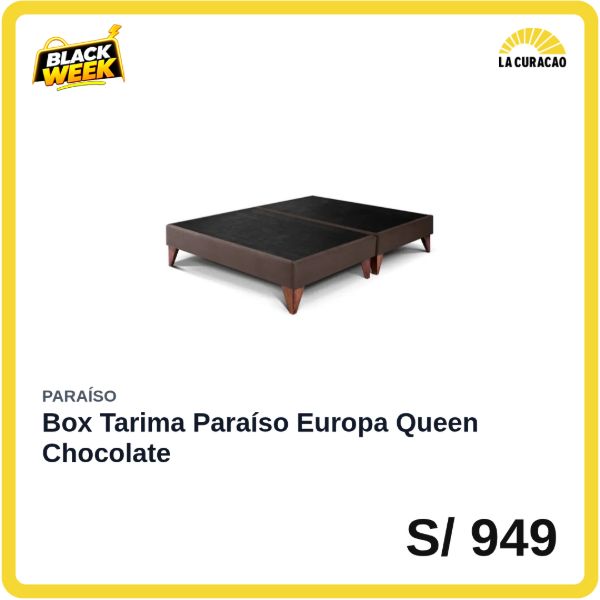 BLACK
WEEK
LA CURACAO
PARAÍSO
Box Tarima Paraíso Europa Queen
Chocolate
S/ 949